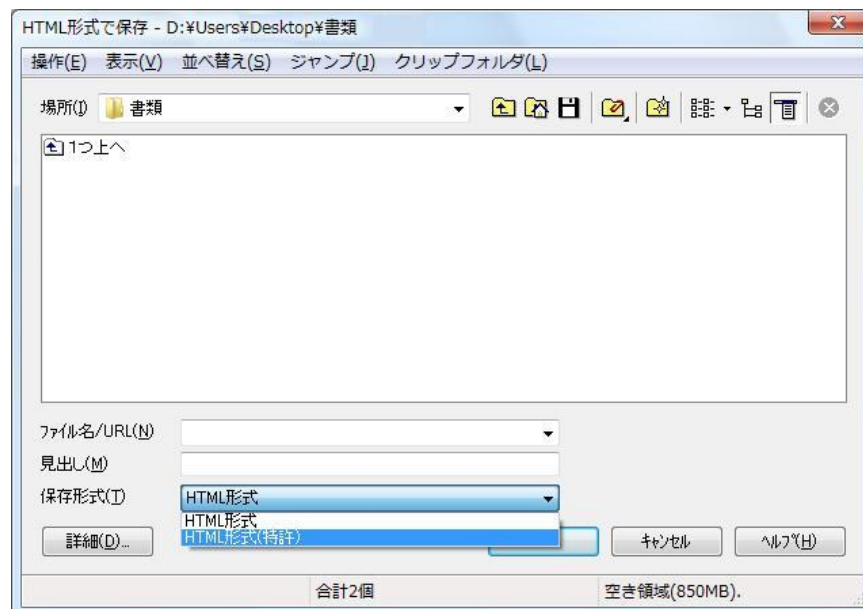 HTML形式で保存 - D:¥Users¥Desktop¥書類
操作(E) 表示(V) 並べ替え(S) ジャンプ(J) クリップフォルダ(L)
場所(I) 書類
1つ上へ
ファイル名/URL(N)
見出し(M)
保存形式(T) HTML形式
HTML形式
HTML形式(特許)
詳細(D)... キャンセル ヘルプ(H)
合計2個 空き領域(850MB).